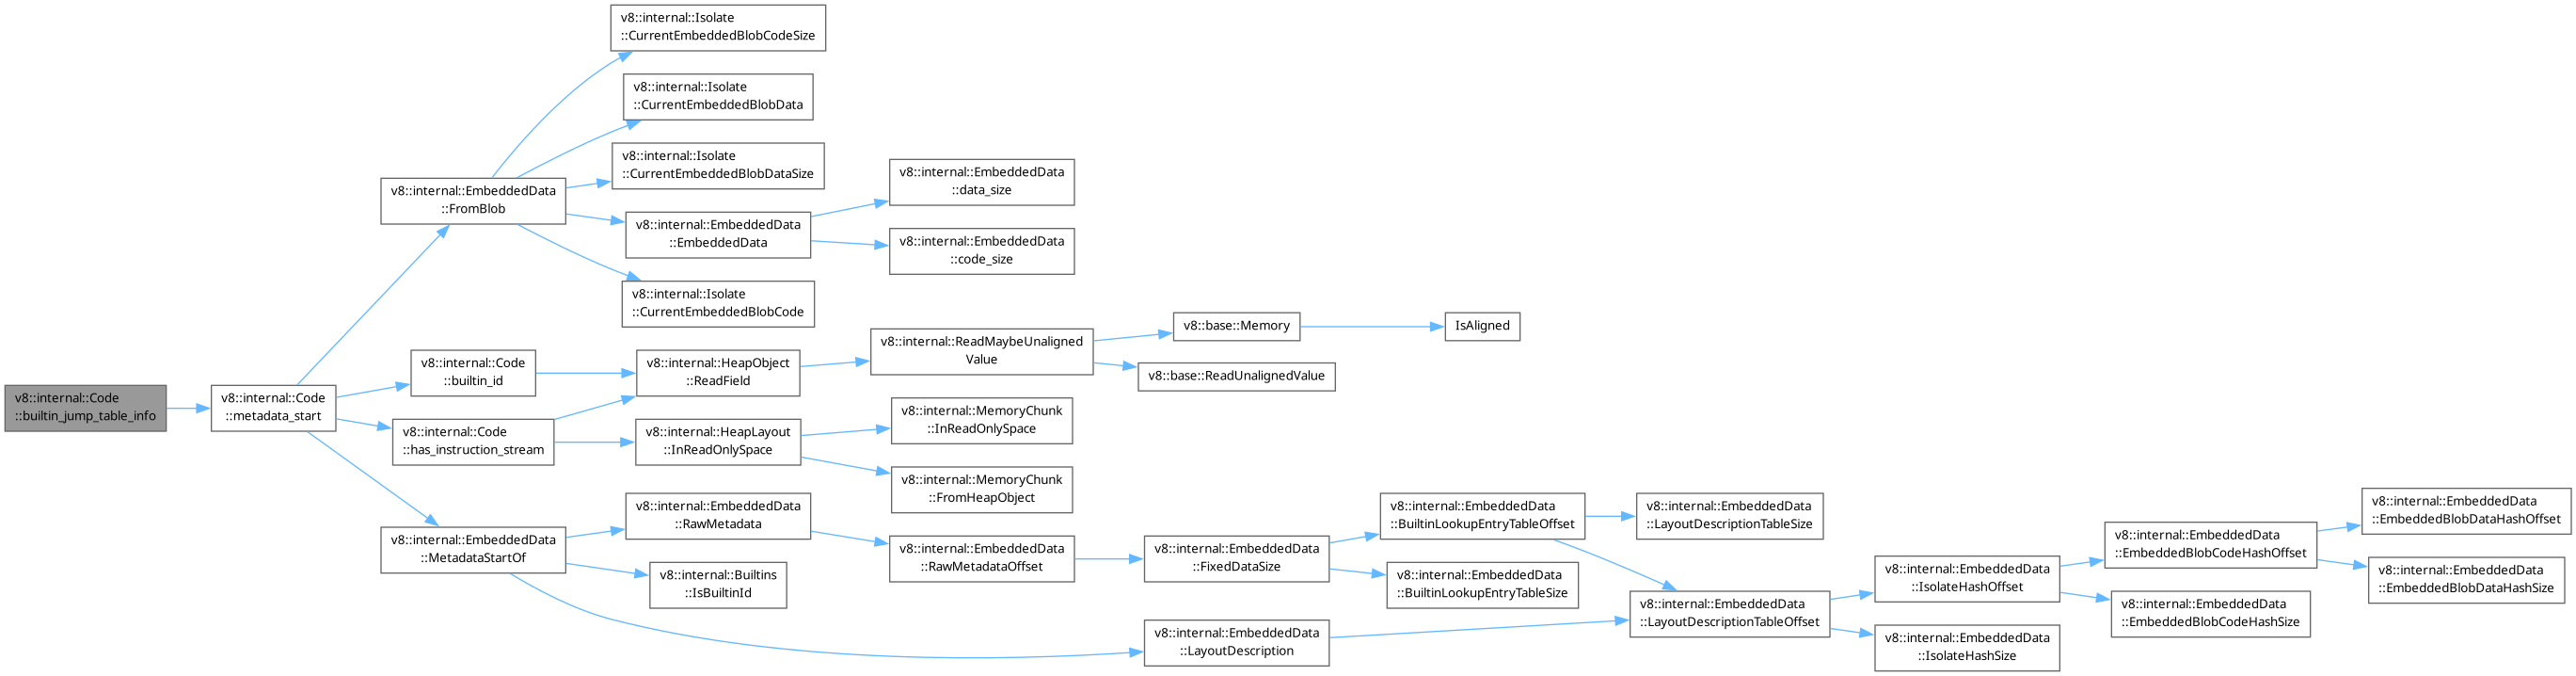 v8::internal::Code
::builtin_jump_table_info
v8::internal::Code
::metadata_start
v8::internal::EmbeddedData
::FromBlob
v8::internal::Isolate
::CurrentEmbeddedBlobCodeSize
v8::internal::Isolate
::CurrentEmbeddedBlobData
v8::internal::Isolate
::CurrentEmbeddedBlobDataSize
v8::internal::EmbeddedData
::EmbeddedData
v8::internal::EmbeddedData
::data_size
v8::internal::EmbeddedData
::code_size
v8::internal::Isolate
::CurrentEmbeddedBlobCode
v8::internal::Code
::builtin_id
v8::internal::HeapObject
::ReadField
v8::internal::ReadMaybeUnaligned
Value
v8::base::Memory
IsAligned
v8::base::ReadUnalignedValue
v8::internal::Code
::has_instruction_stream
v8::internal::HeapLayout
::InReadOnlySpace
v8::internal::MemoryChunk
::InReadOnlySpace
v8::internal::MemoryChunk
::FromHeapObject
v8::internal::EmbeddedData
::MetadataStartOf
v8::internal::EmbeddedData
::RawMetadata
v8::internal::Builtins
::IsBuiltinId
v8::internal::EmbeddedData
::RawMetadataOffset
v8::internal::EmbeddedData
::FixedDataSize
v8::internal::EmbeddedData
::BuiltinLookupEntryTableOffset
v8::internal::EmbeddedData
::BuiltinLookupEntryTableSize
v8::internal::EmbeddedData
::LayoutDescriptionTableSize
v8::internal::EmbeddedData
::LayoutDescription
v8::internal::EmbeddedData
::LayoutDescriptionTableOffset
v8::internal::EmbeddedData
::IsolateHashOffset
v8::internal::EmbeddedData
::IsolateHashSize
v8::internal::EmbeddedData
::EmbeddedBlobCodeHashOffset
v8::internal::EmbeddedData
::EmbeddedBlobCodeHashSize
v8::internal::EmbeddedData
::EmbeddedBlobDataHashOffset
v8::internal::EmbeddedData
::EmbeddedBlobDataHashSize